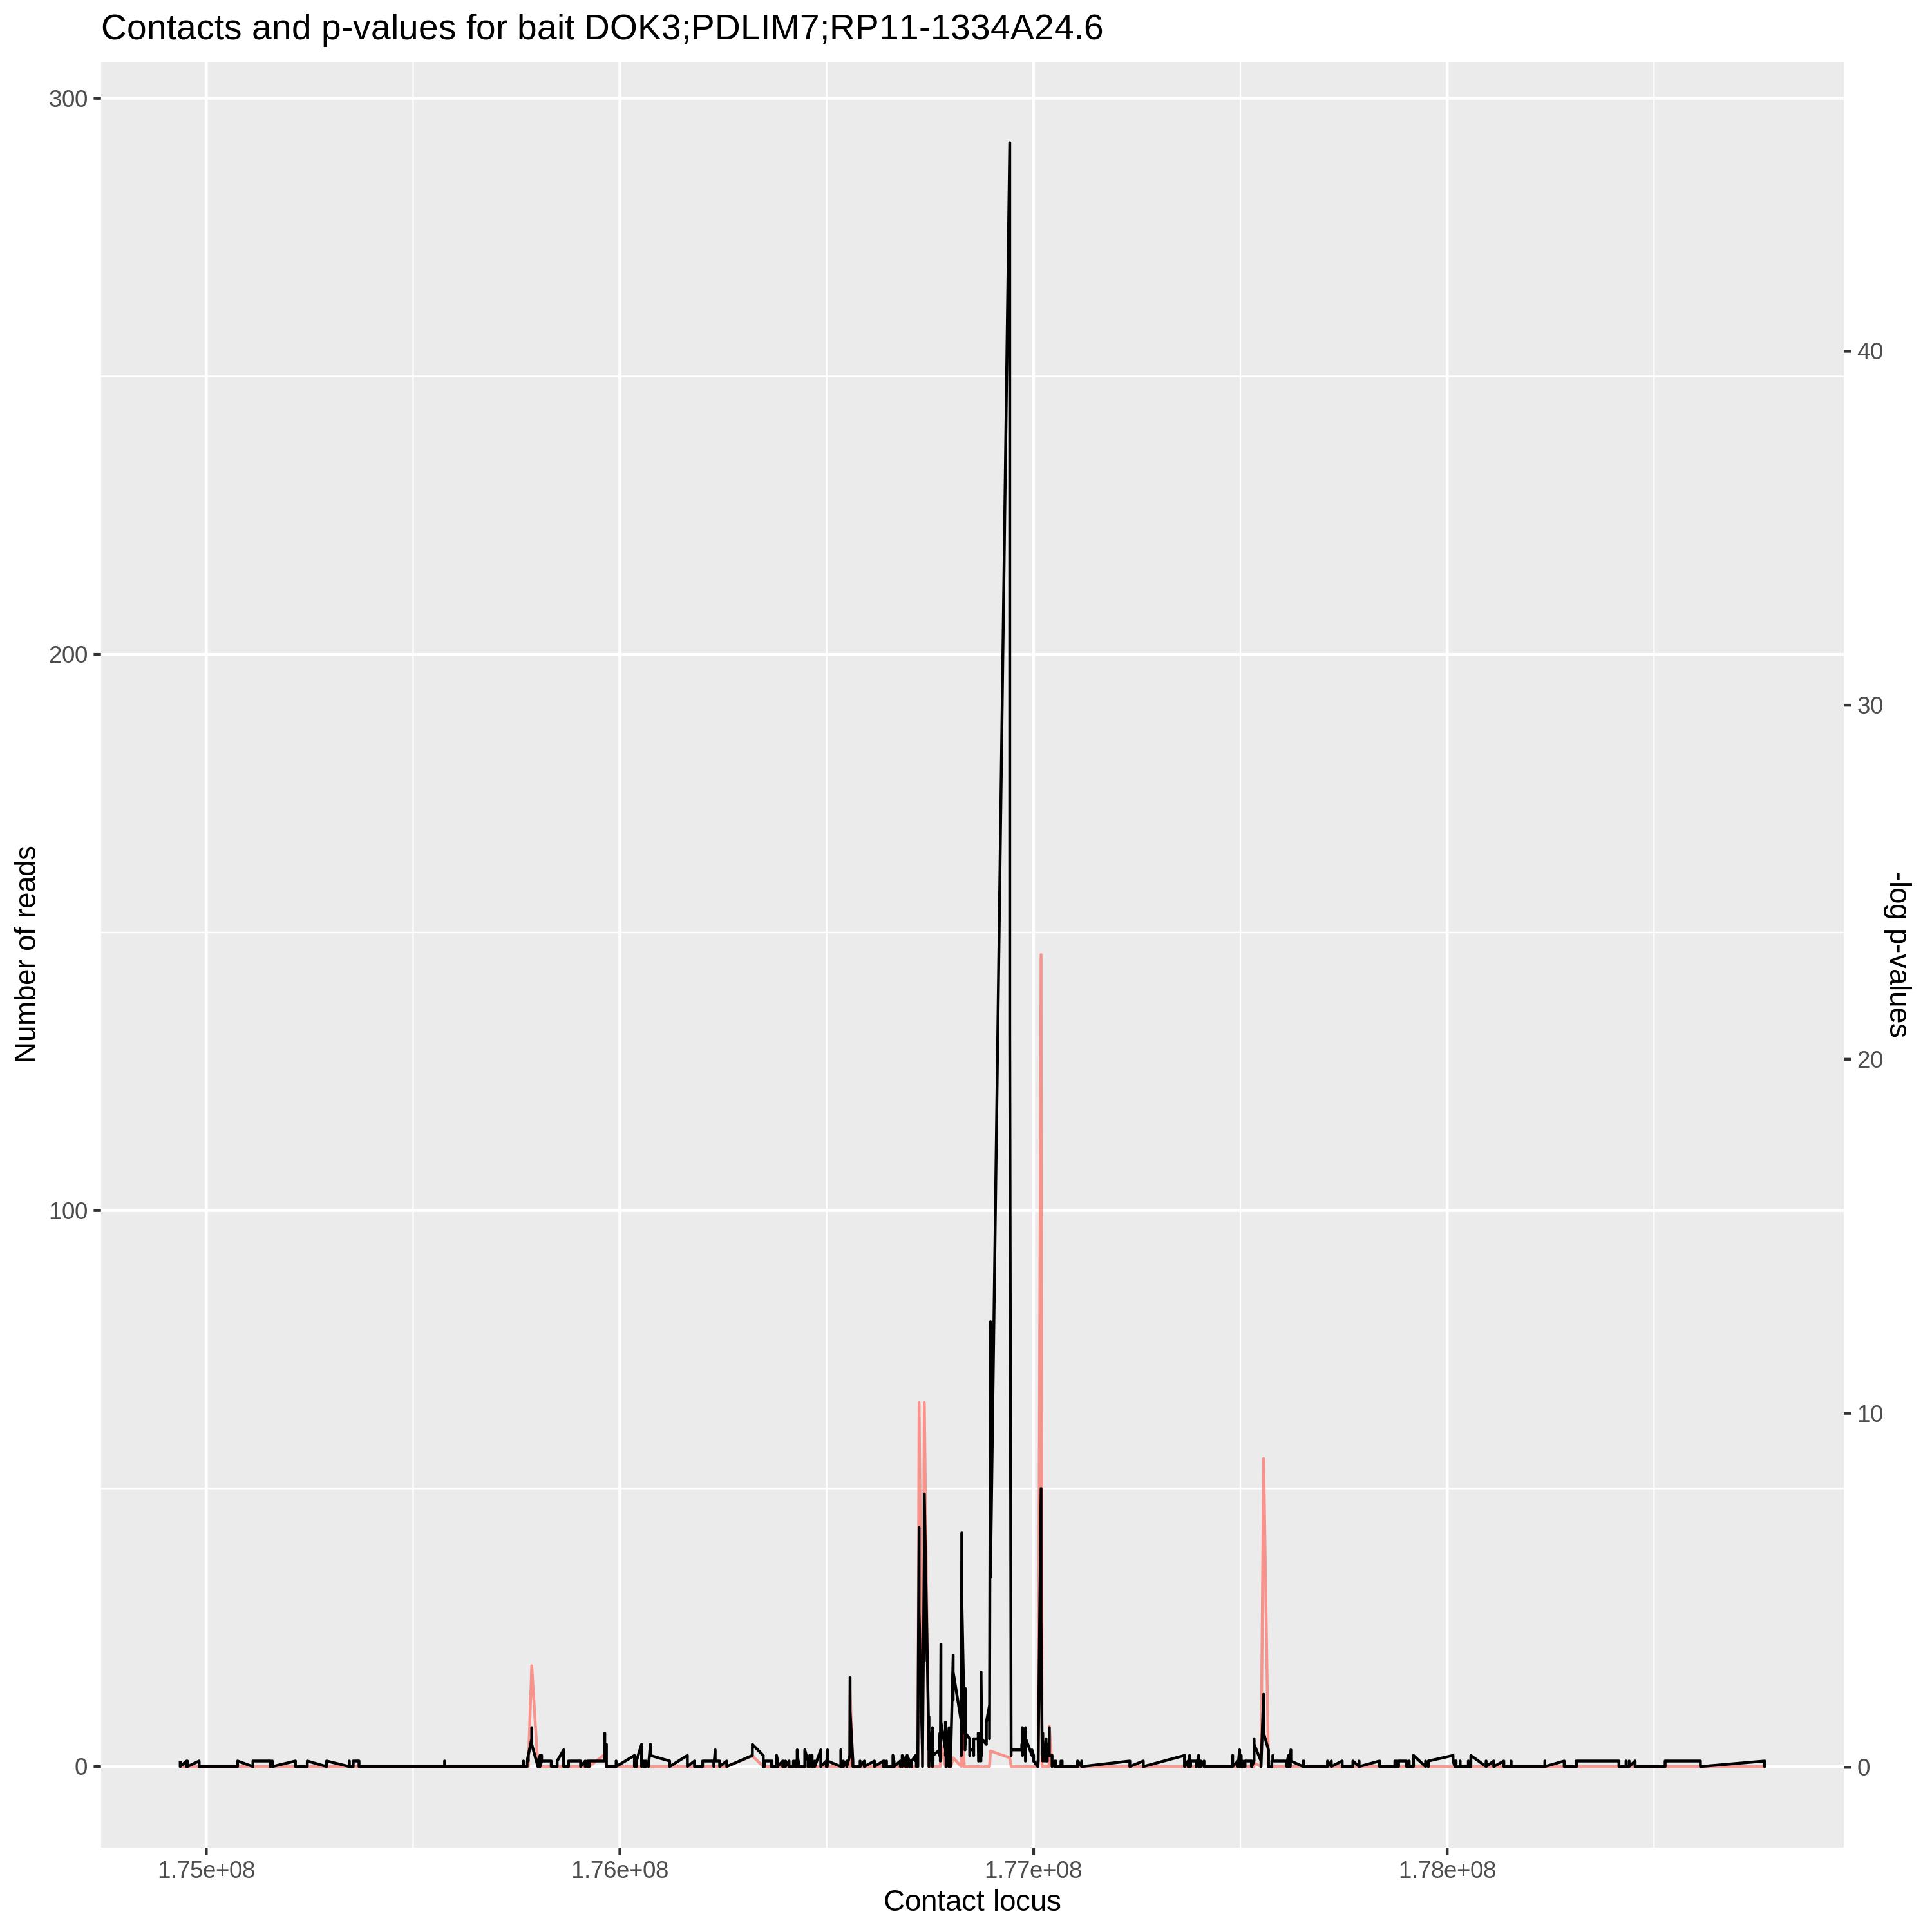 Contacts and p-values for bait DOK3;PDLIM7;RP11-1334A24.6
300
200
100
0
Number of reads
40
30
20
10
0
-log p-values
1.75e+08
1.76e+08
1.77e+08
1.78e+08
Contact locus